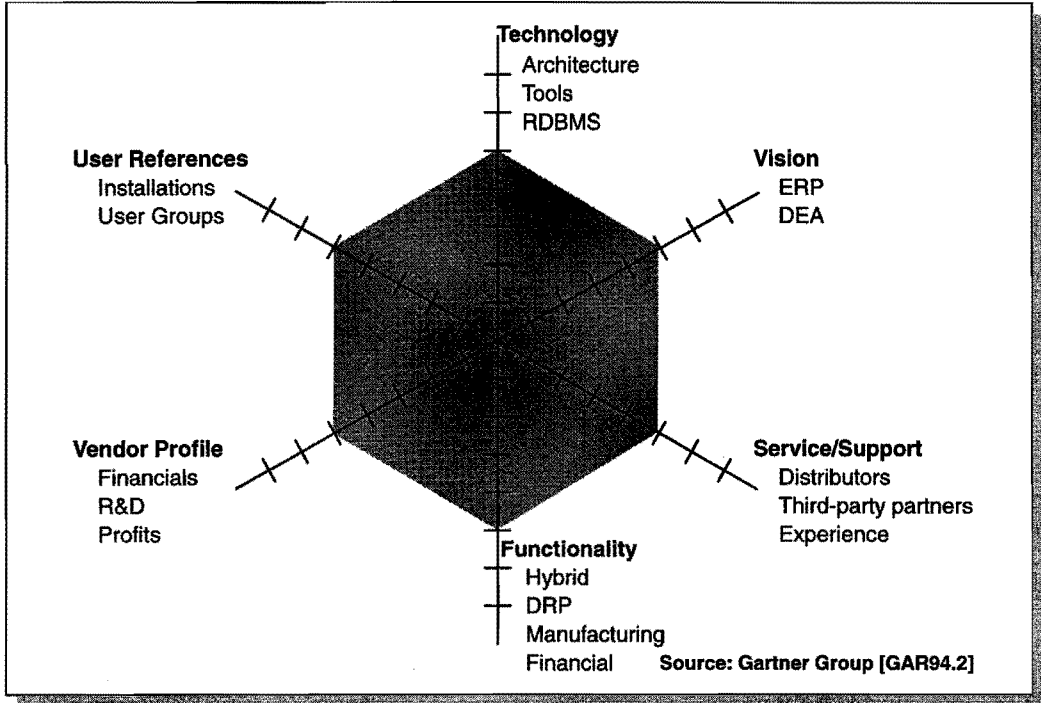 Technology
Architecture
Tools
RDBMS
User References
Installations
User Groups
Vision
ERP
DEA
Vendor Profile
Financials
R&D
Profits
Service/Support
Distributors
Third-party partners
Experience
Functionality
Hybrid
DRP
Manufacturing
Financial
Source: Gartner Group [GAR94.2]